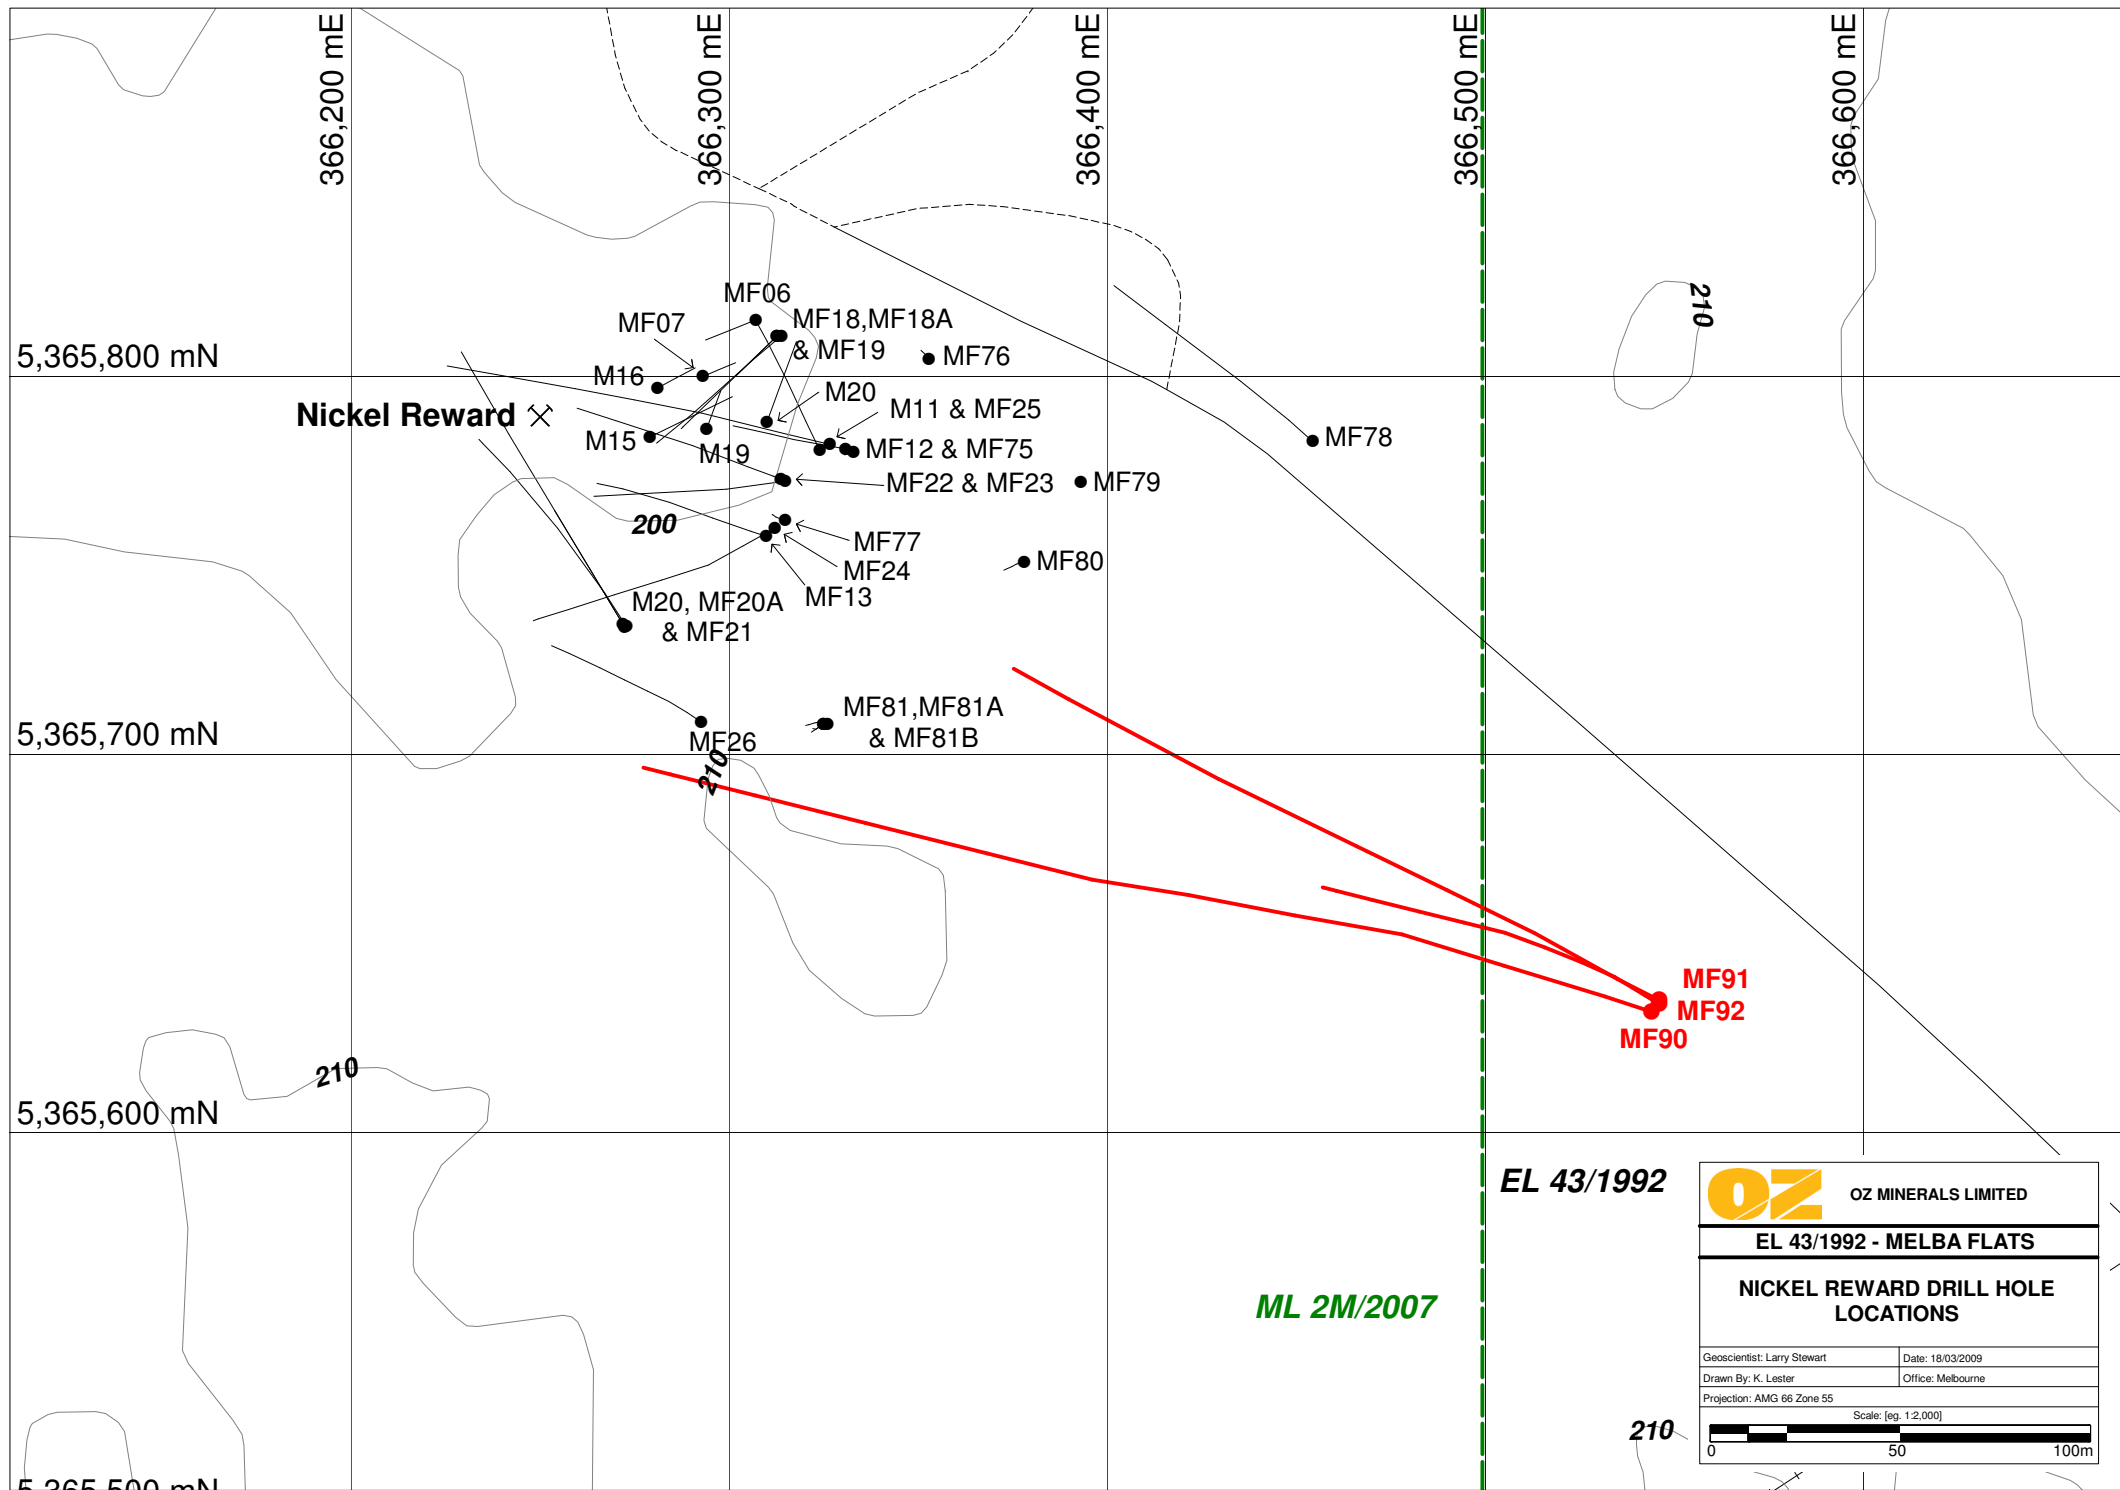 366,200 mE
366,300 mE
366,400 mE
366,500 mE
366,600 mE
MF06
MF07
MF18,MF18A
& MF19
210
5,365,800 mN
MF76
M16
M20
Nickel Reward
M11 & MF25
M15
M19
MF12 & MF75
MF78
MF22 & MF23
MF79
200
MF77
MF24
MF80
MF13
M20, MF20A
& MF21
MF81,MF81A
& MF81B
5,365,700 mN
MF26
210
MF91
MF92
MF90
210
5,365,600 mN
EL 43/1992
OZ
OZ MINERALS LIMITED
EL 43/1992 - MELBA FLATS
NICKEL REWARD DRILL HOLE
LOCATIONS
ML 2M/2007
Geoscientist: Larry Stewart
Date: 18/03/2009
Drawn By: K. Lester
Office: Melbourne
Projection: AMG 66 Zone 55
Scale: [eg. 1:2,000]
210
0 50 100m
5,365,500 mN